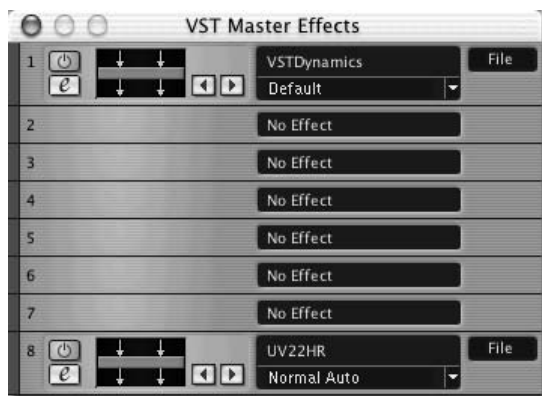 VST Master Effects
1 VSTDynamics File
e Default
2 No Effect
3 No Effect
4 No Effect
5 No Effect
6 No Effect
7 No Effect
8 UV22HR File
e Normal Auto